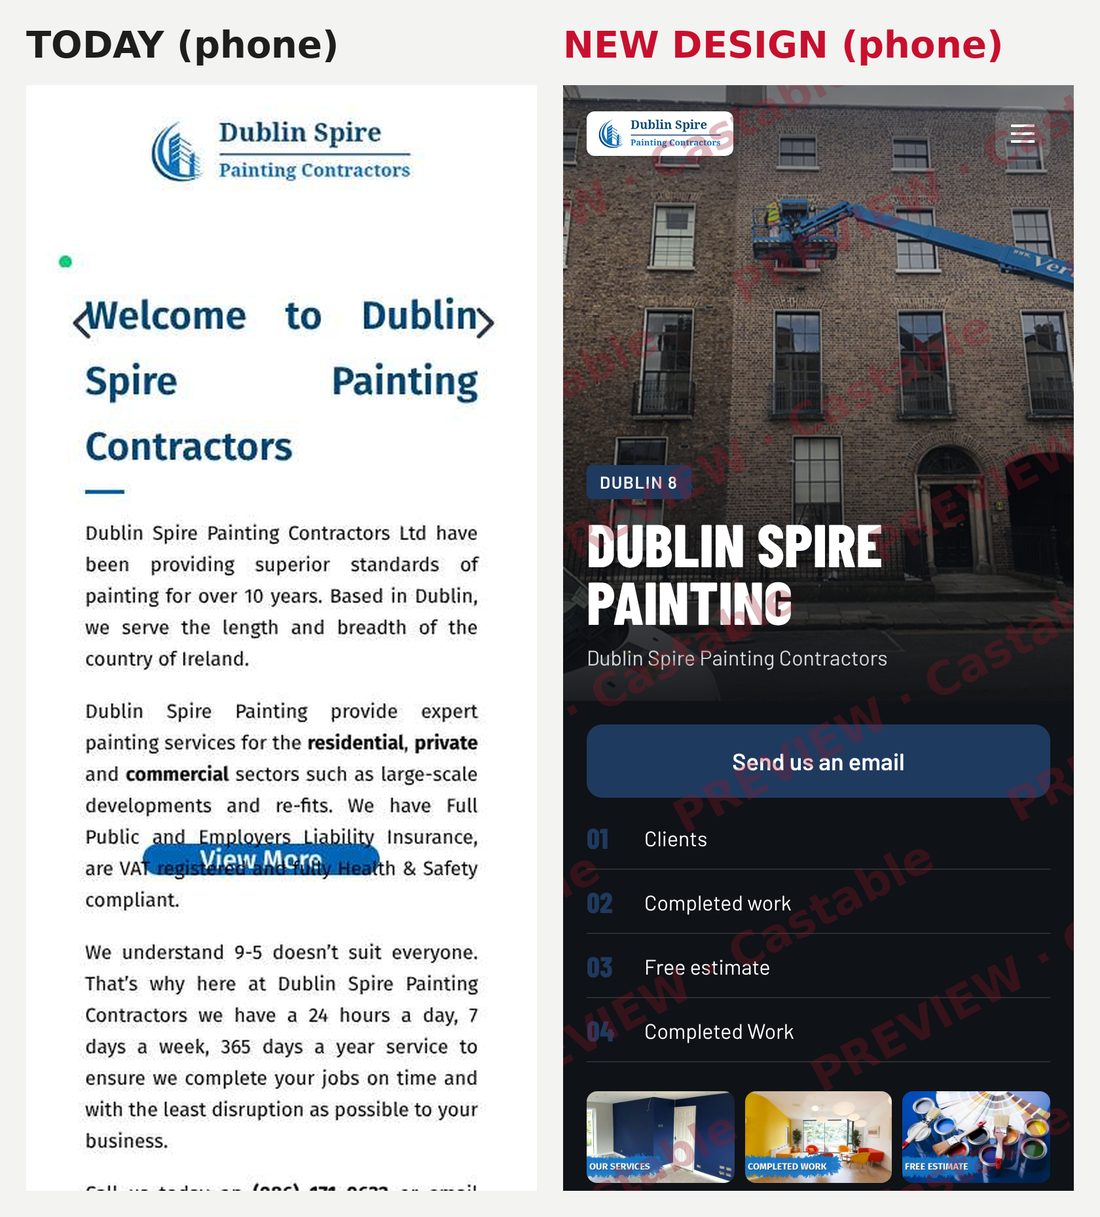 TODAY (phone)
Dublin Spire
Painting Contractors
Welcome to Dublin
Spire Painting
Contractors
Dublin Spire Painting Contractors Ltd have
been providing superior standards of
painting for over 10 years. Based in Dublin,
we serve the length and breadth of the
country of Ireland.
Dublin Spire Painting provide expert
painting services for the residential, private
and commercial sectors such as large-scale
developments and re-fits. We have Full
Public and Employers Liability Insurance,
View More
are VAT registered and fully Health & Safety
compliant.
We understand 9-5 doesn't suit everyone.
That's why here at Dublin Spire Painting
Contractors we have a 24 hours a day, 7
days a week, 365 days a year service to
ensure we complete your jobs on time and
with the least disruption as possible to your
business.
NEW DESIGN (phone)
Dublin Spire
Painting Contractors
DUBLIN 8
DUBLIN SPIRE
PAINTING
Dublin Spire Painting Contractors
Send us an email
01 Clients
02 Completed work
03 Free estimate
04 Completed Work
OUR SERVICES
COMPLETED WORK
FREE ESTIMATE
PREVIEW · Castable